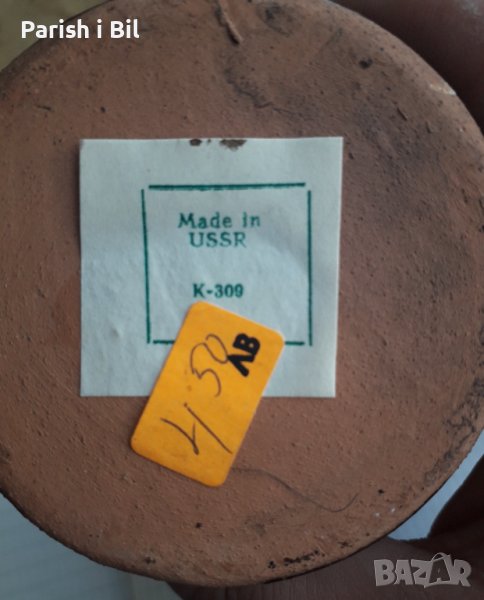 Parish i Bil
Made in
USSR
K-309
4,50
ЛВ
BAZAR